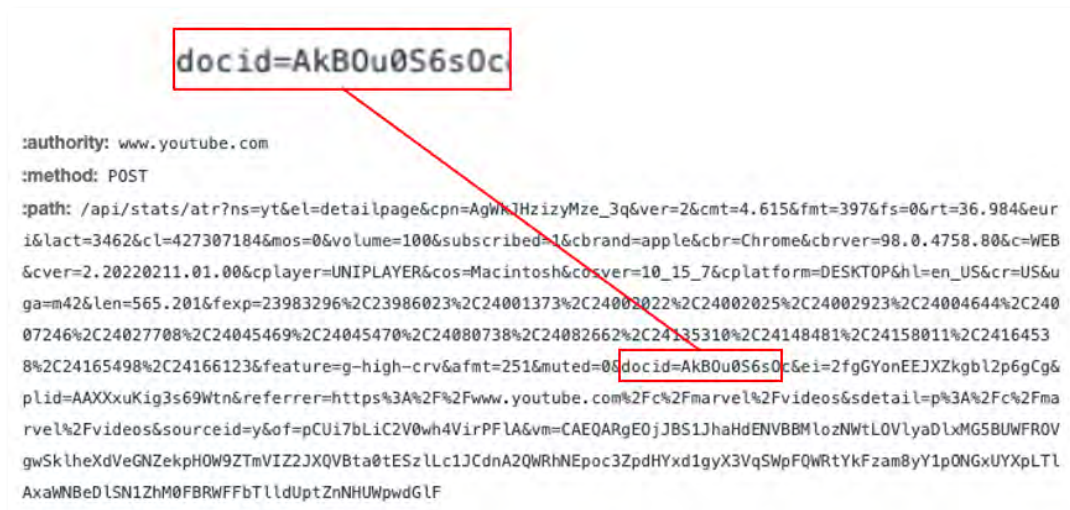 docid=AkBOu0S6sOc
:authority: www.youtube.com
:method: POST
:path: /api/stats/atr?ns=yt&el=detailpage&cpn=AgWkJHzizyMze_3q&ver=2&cmt=4.615&fmt=397&fs=0&rt=36.984&eur
i&lact=3462&cl=427307184&mos=0&volume=100&subscribed=1&cbrand=apple&cbr=Chrome&cbrver=98.0.4758.80&c=WEB
&cver=2.20220211.01.00&cplayer=UNIPLAYER&cos=Macintosh&cosver=10_15_7&cplatform=DESKTOP&hl=en_US&cr=US&u
ga=m42&len=565.201&fexp=23983296%2C23986023%2C24001373%2C24002022%2C24002025%2C24002923%2C24004644%2C240
07246%2C24027708%2C24045469%2C24045470%2C24080738%2C24082662%2C24135310%2C24148481%2C24158011%2C2416453
8%2C24165498%2C24166123&feature=g-high-crv&afmt=251&muted=0&docid=AkBOu0S6sOc&ei=2fgGYonEEJXZkgbl2p6gCg&
plid=AAXXxuKig3s69Wtn&referrer=https%3A%2F%2Fwww.youtube.com%2Fc%2Fmarvel%2Fvideos&sdetail=p%3A%2Fc%2Fma
rvel%2Fvideos&sourceid=y&of=pCUi7bLiC2V0wh4VirPFlA&vm=CAEQARgEOjJBS1JhaHdENVBBMlozNWtLOVlyaDlxMG5BUWFROV
gwSklheXdVeGNZekpHOW9ZTmVIZ2JXQVBta0tESzlLc1JCdnA2QWRhNEpoc3ZpdHYxd1gyX3VqSWpFQWRtYkFzam8yY1pONGxUYXpLTl
AxaWNBeDlSN1ZhM0FBRWFFbTlldUptZnNHUWpwdGlF